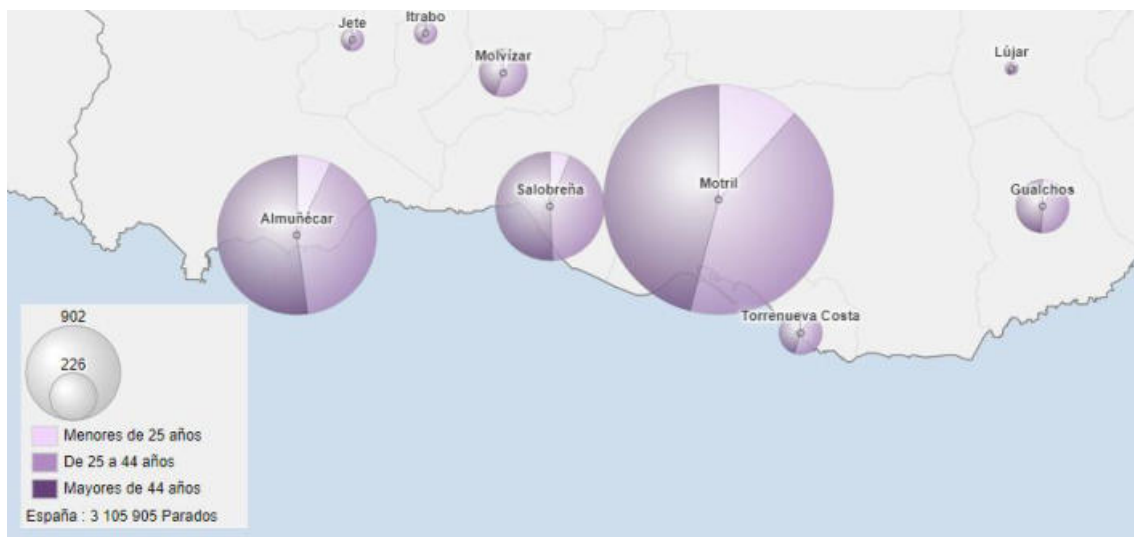 Jete
Itrabo
Molvízar
Lújar
Almuñécar
Salobreña
Motril
Gualchos
Torrenueva Costa
902
226
Menores de 25 años
De 25 a 44 años
Mayores de 44 años
España : 3 105 905 Parados